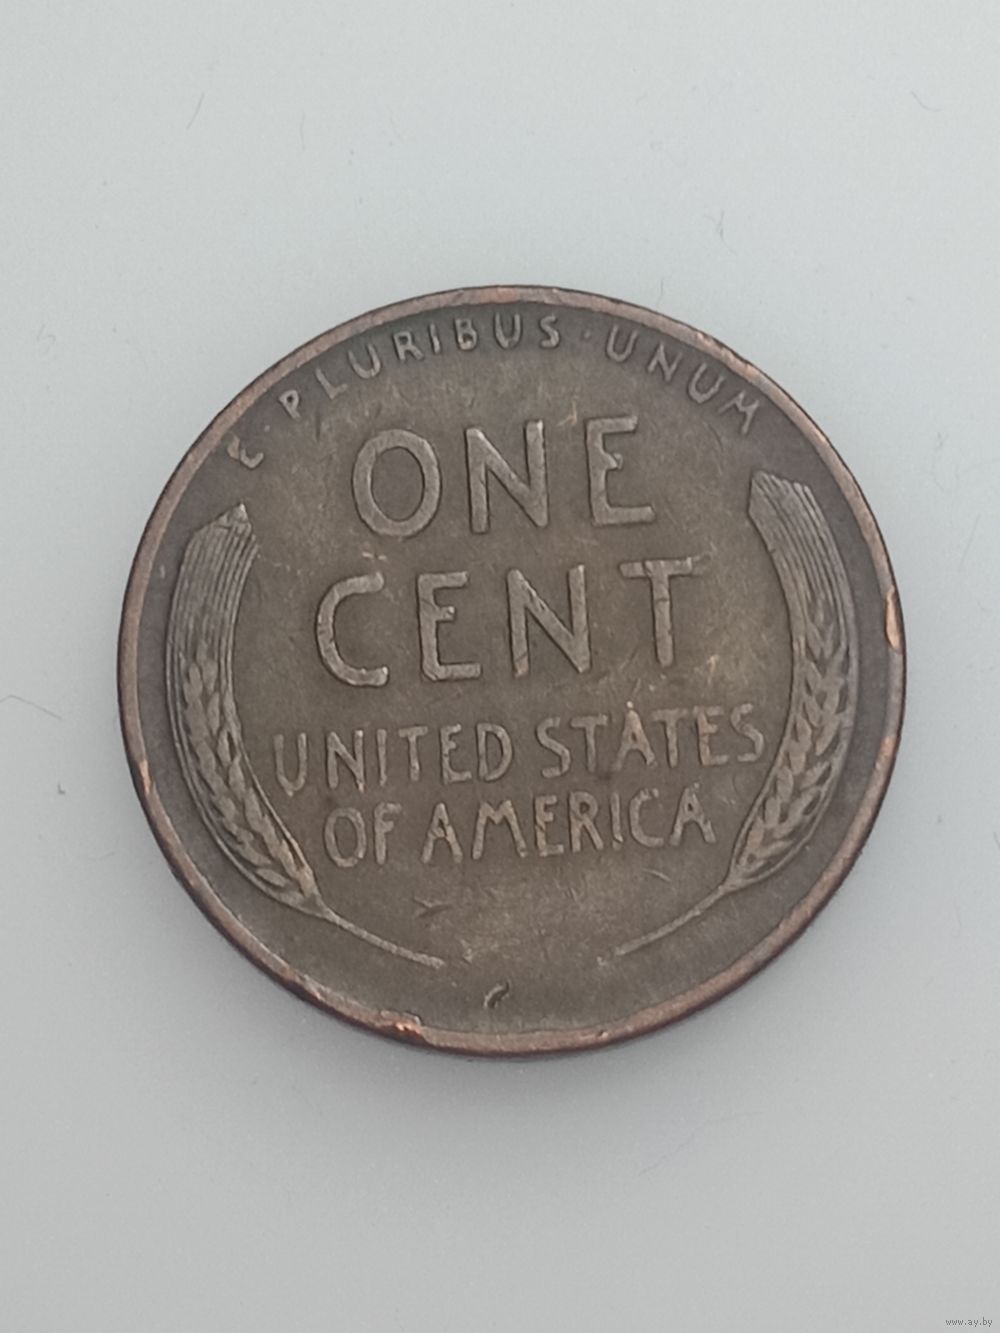 E · PLURIBUS · UNUM
ONE
CENT
UNITED STATES
OF AMERICA
www.ay.by